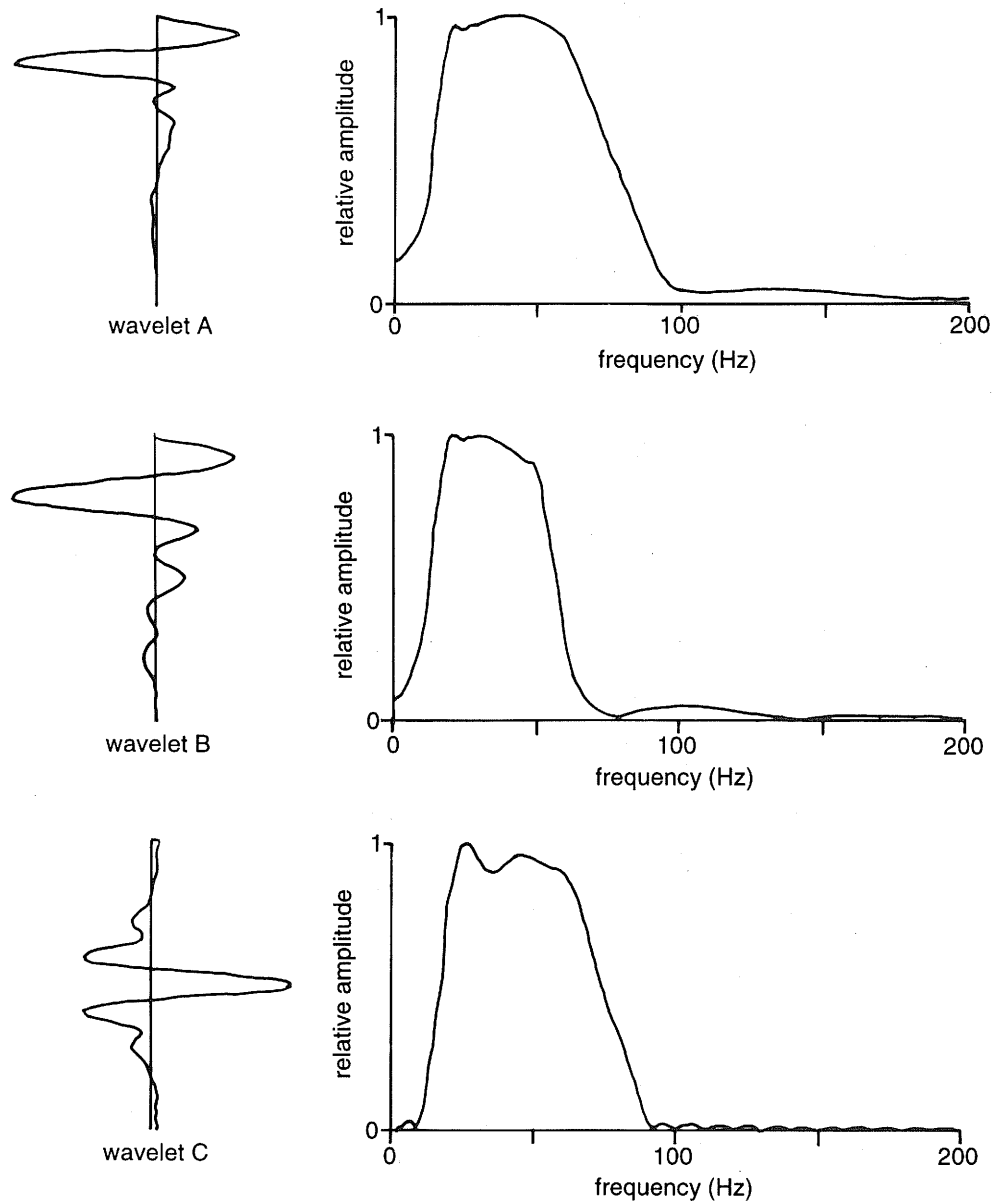 1
relative amplitude
0
0 100 200
frequency (Hz)
wavelet A
1
relative amplitude
0
0 100 200
frequency (Hz)
wavelet B
1
relative amplitude
0
0 100 200
frequency (Hz)
wavelet C